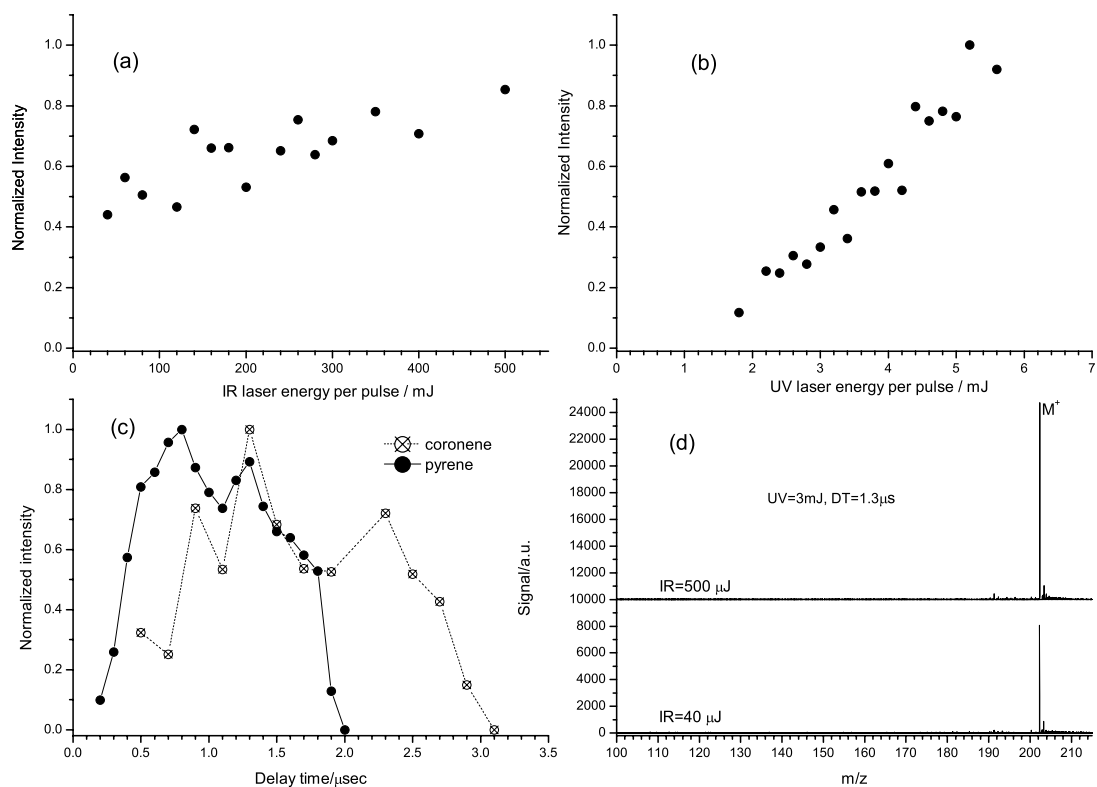 (a)
1.0
0.8
0.6
0.4
0.2
0.0
Normalized Intensity
0 100 200 300 400 500
IR laser energy per pulse / mJ
(b)
1.0
0.8
0.6
0.4
0.2
0.0
Normalized Intensity
0 1 2 3 4 5 6 7
UV laser energy per pulse / mJ
(c)
coronene
pyrene
1.0
0.8
0.6
0.4
0.2
0.0
Normalized intensity
0.0 0.5 1.0 1.5 2.0 2.5 3.0 3.5
Delay time/μsec
(d)
M+
UV=3mJ, DT=1.3μs
IR=500 μJ
IR=40 μJ
24000
22000
20000
18000
16000
14000
12000
10000
8000
6000
4000
2000
0
Signal/a.u.
100 110 120 130 140 150 160 170 180 190 200 210
m/z